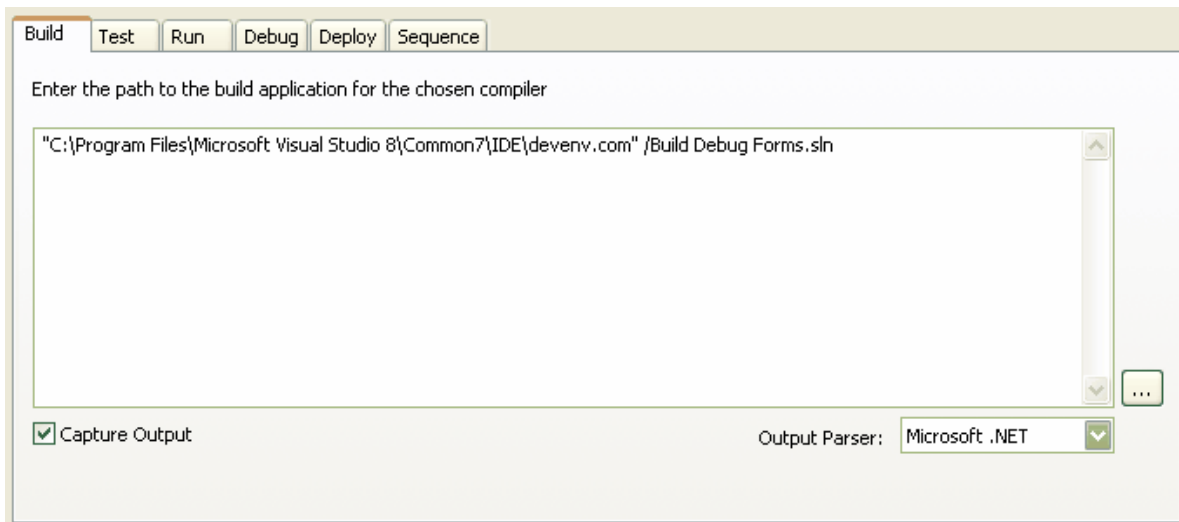 Build Test Run Debug Deploy Sequence
Enter the path to the build application for the chosen compiler
"C:\Program Files\Microsoft Visual Studio 8\Common7\IDE\devenv.com" /Build Debug Forms.sln
...
Capture Output Output Parser: Microsoft .NET